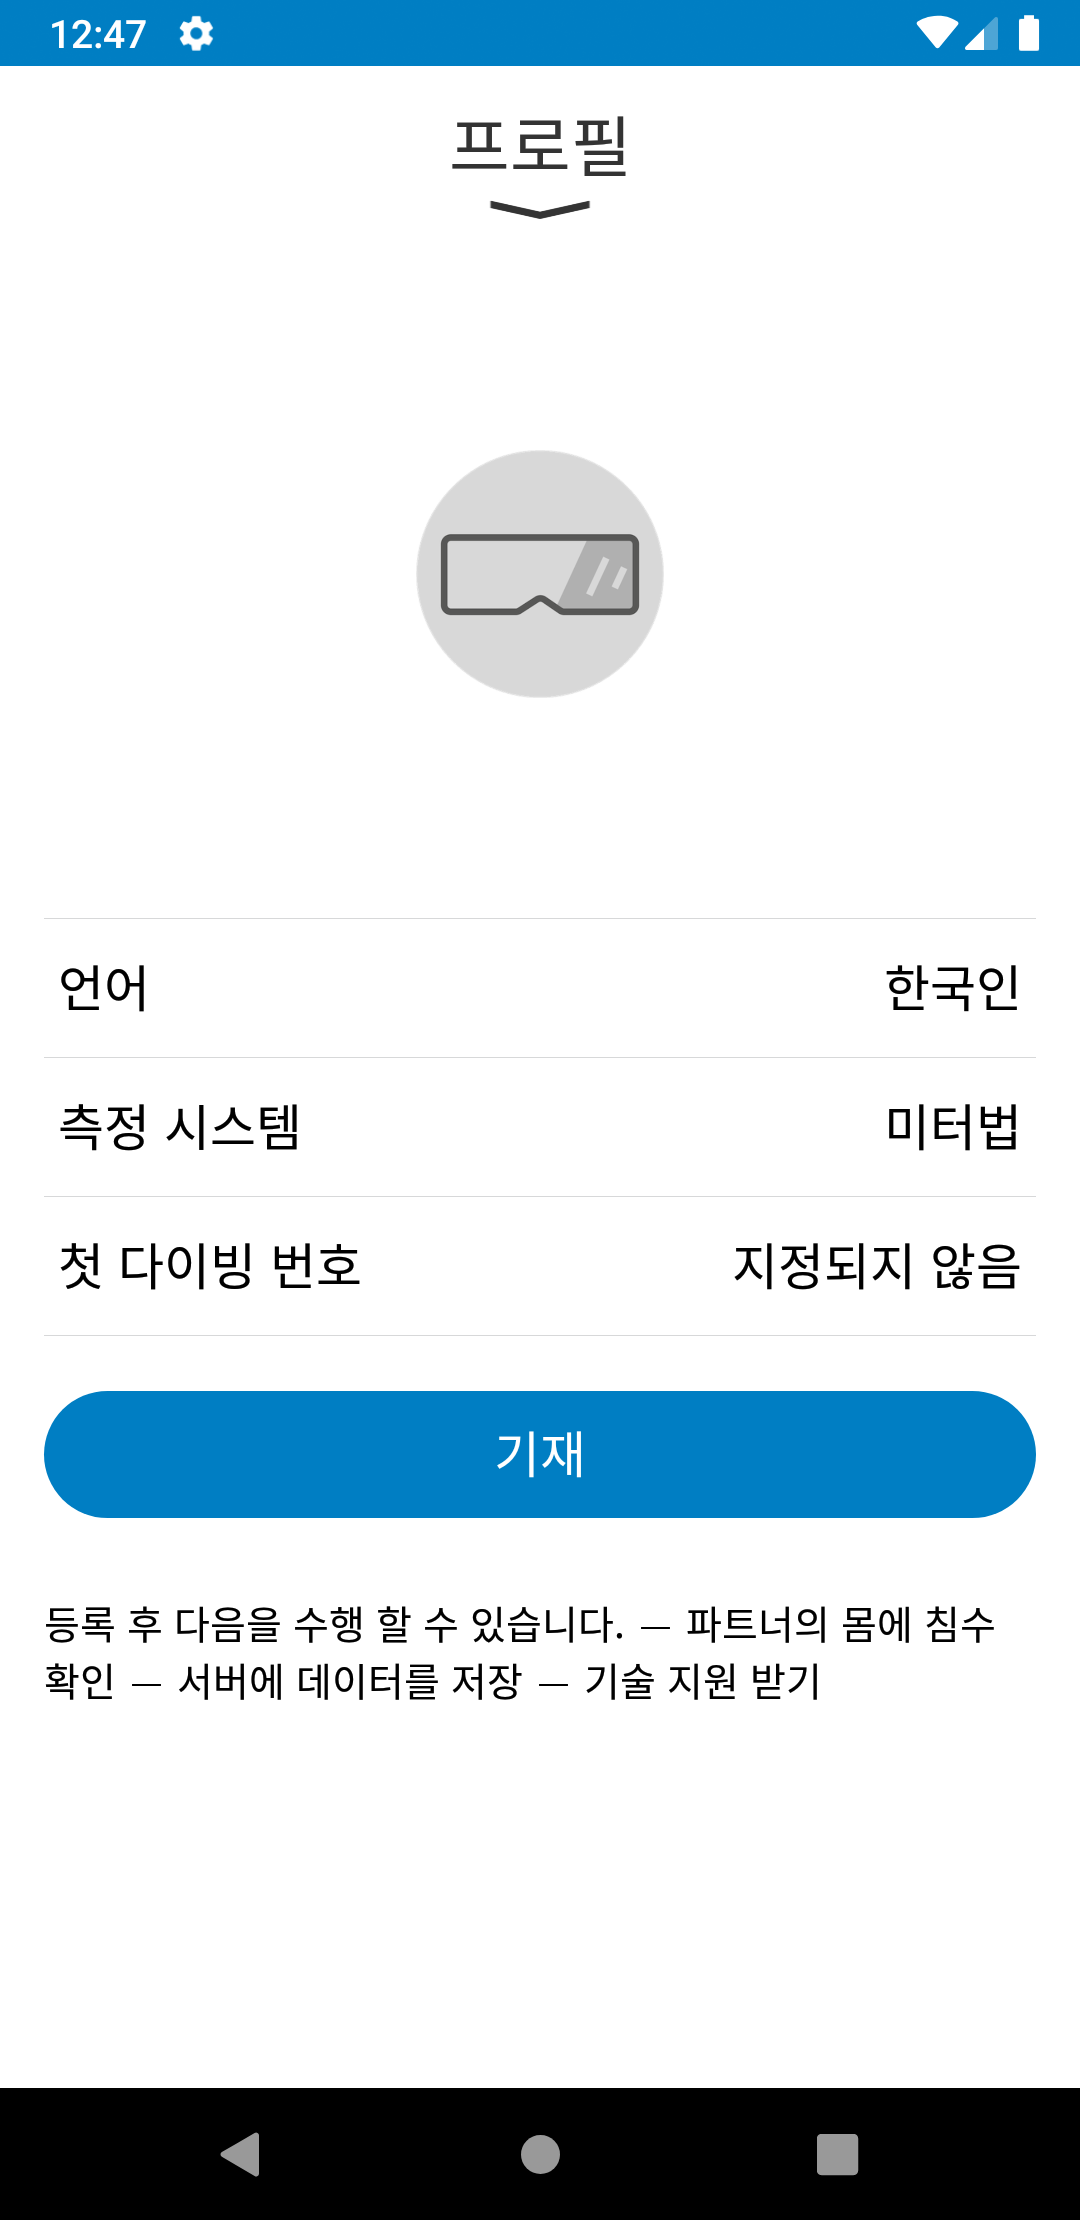 12:47
프로필
언어 한국인
측정 시스템 미터법
첫 다이빙 번호 지정되지 않음
기재
등록 후 다음을 수행 할 수 있습니다. — 파트너의 몸에 침수
확인 — 서버에 데이터를 저장 — 기술 지원 받기